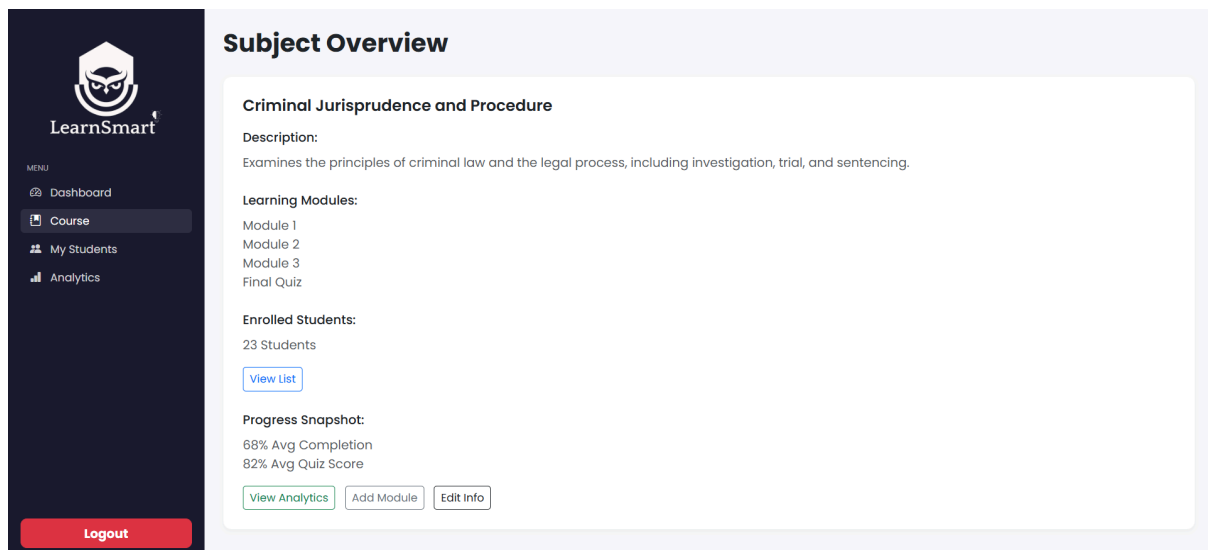 LearnSmart
MENU
Dashboard
Course
My Students
Analytics
Logout
Subject Overview
Criminal Jurisprudence and Procedure
Description:
Examines the principles of criminal law and the legal process, including investigation, trial, and sentencing.
Learning Modules:
Module 1
Module 2
Module 3
Final Quiz
Enrolled Students:
23 Students
View List
Progress Snapshot:
68% Avg Completion
82% Avg Quiz Score
View Analytics Add Module Edit Info